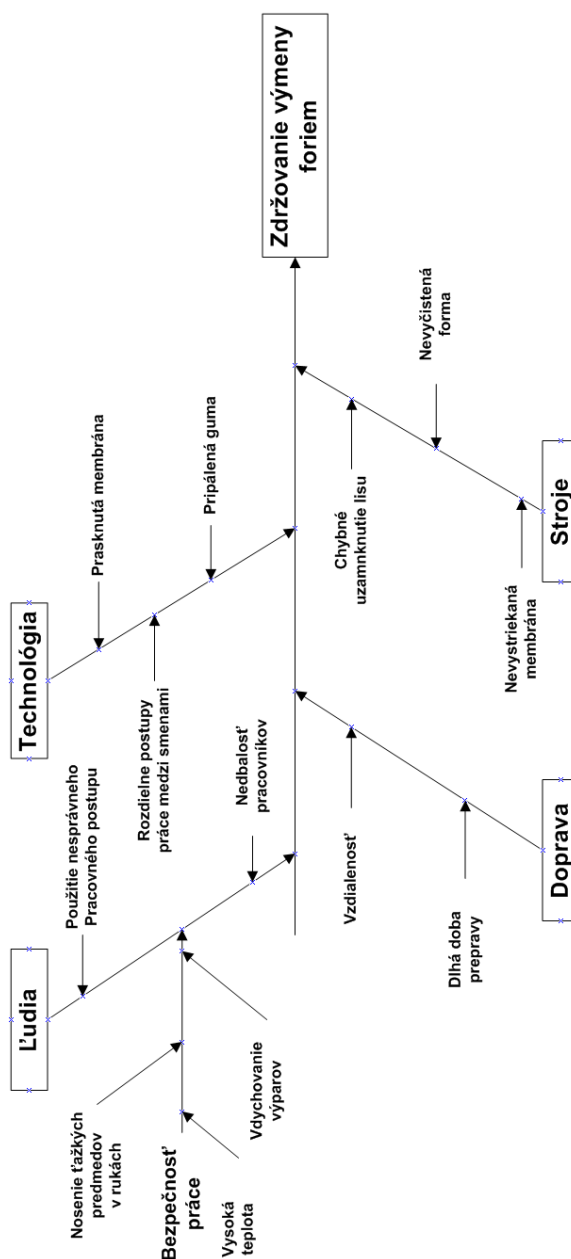 Ľudia
Technológia
Použitie nesprávneho
Pracovného postupu
Prasknutá membrána
Rozdielne postupy
práce medzi smenami
Pripálená guma
Nedbalosť
pracovníkov
Nosenie ťažkých
predmedov
v rukách
Bezpečnosť
práce
Vysoká
teplota
Vdychovanie
výparov
Zdržovanie výmeny
foriem
Vzdialenosť
Dlhá doba
prepravy
Doprava
Chybné
uzamnknutie lisu
Nevyčistená
forma
Nevystriekaná
membrána
Stroje